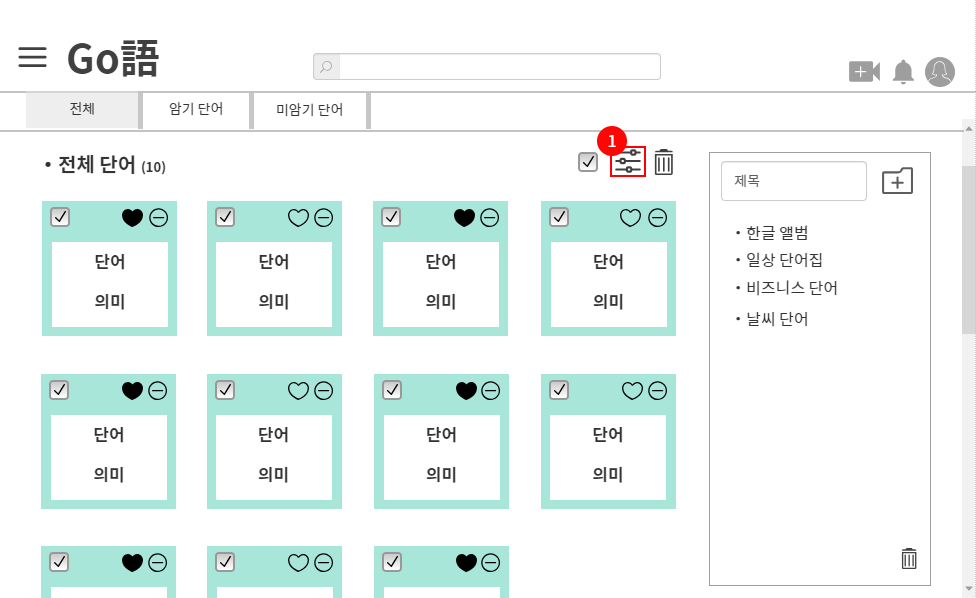 Go語
전체 암기 단어 미암기 단어
1
• 전체 단어 (10)
제목
단어 단어 단어 단어
의미 의미 의미 의미
단어 단어 단어 단어
의미 의미 의미 의미
• 한글 앨범
• 일상 단어집
• 비즈니스 단어
• 날씨 단어